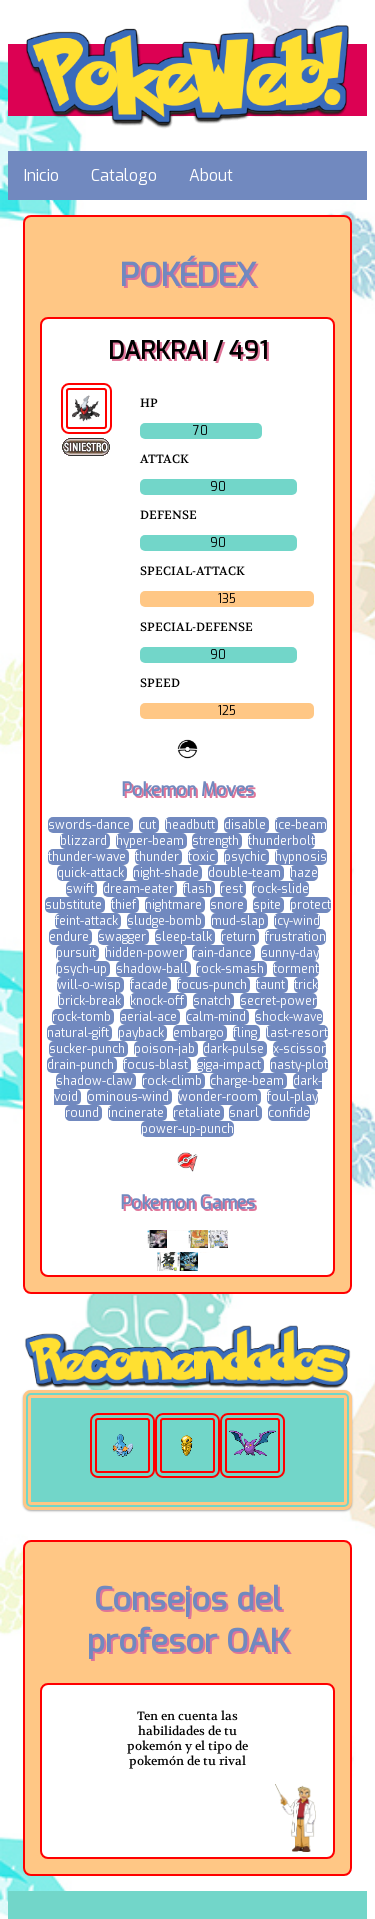 PokeWeb!
Inicio Catalogo About
POKÉDEX
DARKRAI / 491
SINIESTRO
HP
70
ATTACK
90
DEFENSE
90
SPECIAL-ATTACK
135
SPECIAL-DEFENSE
90
SPEED
125
Pokemon Moves
swords-dance cut headbutt disable ice-beam
blizzard hyper-beam strength thunderbolt
thunder-wave thunder toxic psychic hypnosis
quick-attack night-shade double-team haze
swift dream-eater flash rest rock-slide
substitute thief nightmare snore spite protect
feint-attack sludge-bomb mud-slap icy-wind
endure swagger sleep-talk return frustration
pursuit hidden-power rain-dance sunny-day
psych-up shadow-ball rock-smash torment
will-o-wisp facade focus-punch taunt trick
brick-break knock-off snatch secret-power
rock-tomb aerial-ace calm-mind shock-wave
natural-gift payback embargo fling last-resort
sucker-punch poison-jab dark-pulse x-scissor
drain-punch focus-blast giga-impact nasty-plot
shadow-claw rock-climb charge-beam dark-
void ominous-wind wonder-room foul-play
round incinerate retaliate snarl confide
power-up-punch
Pokemon Games
Recomendados
Consejos del
profesor OAK
Ten en cuenta las
habilidades de tu
pokemón y el tipo de
pokemón de tu rival